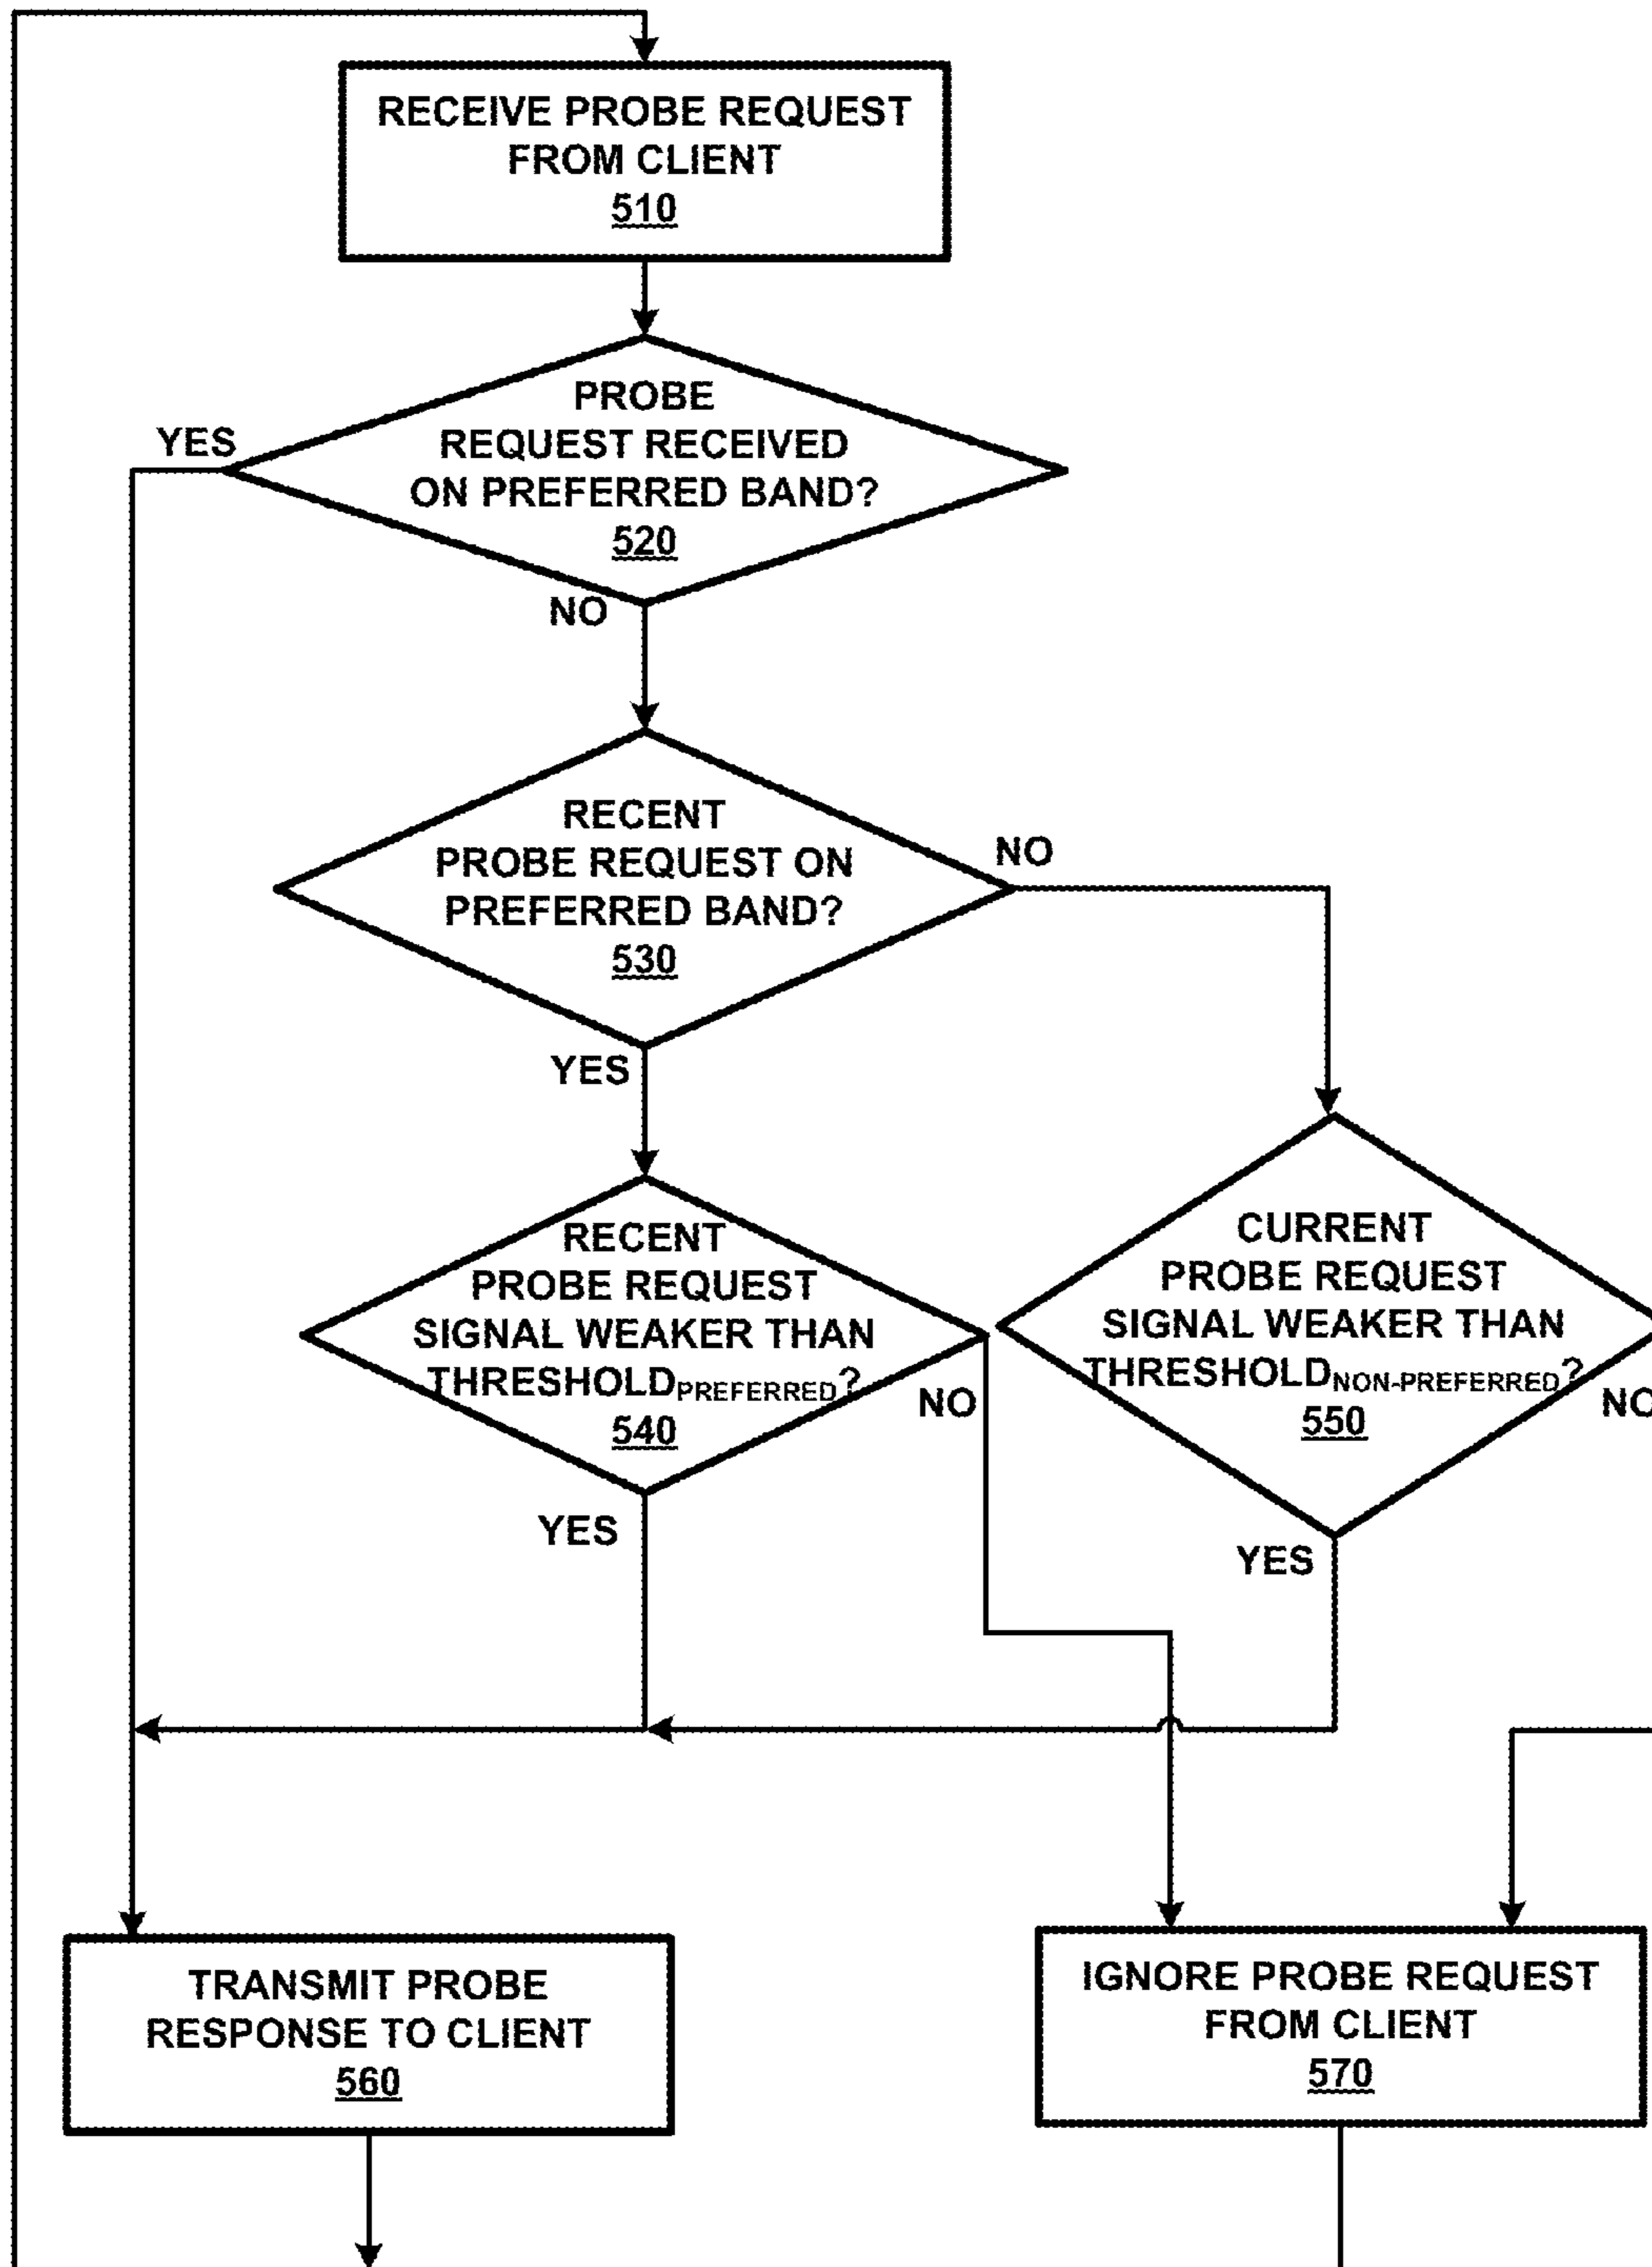 RECEIVE PROBE REQUEST
FROM CLIENT
510
PROBE
REQUEST RECEIVED
ON PREFERRED BAND?
520
YES
NO
RECENT
PROBE REQUEST ON
PREFERRED BAND?
530
NO
YES
RECENT
PROBE REQUEST
SIGNAL WEAKER THAN
THRESHOLDPREFERRED?
540
NO
YES
CURRENT
PROBE REQUEST
SIGNAL WEAKER THAN
THRESHOLDNON-PREFERRED?
550
NO
YES
TRANSMIT PROBE
RESPONSE TO CLIENT
560
IGNORE PROBE REQUEST
FROM CLIENT
570